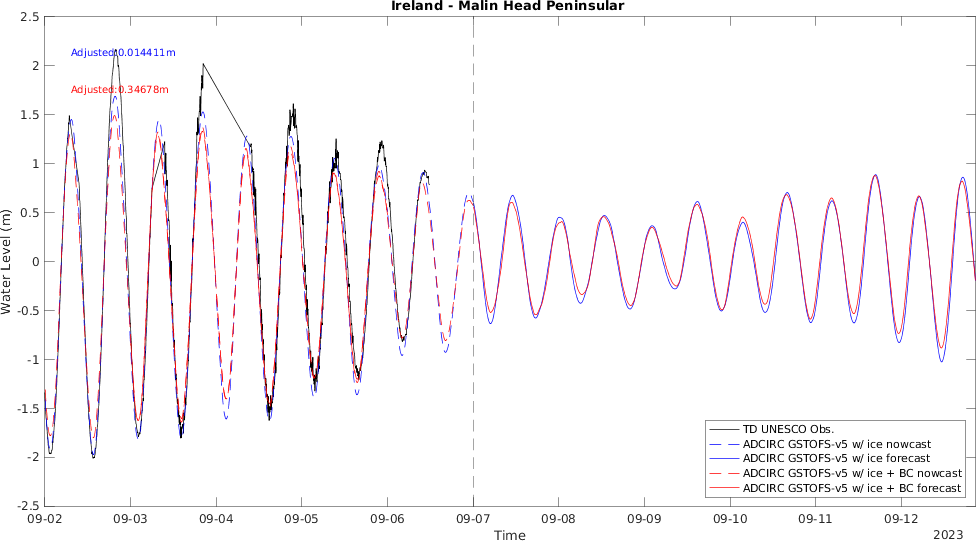 Ireland - Malin Head Peninsular
Adjusted:0.014411m
Adjusted:0.34678m
Water Level (m)
2.5
2
1.5
1
0.5
0
-0.5
-1
-1.5
-2
-2.5
TD UNESCO Obs.
ADCIRC GSTOFS-v5 w/ ice nowcast
ADCIRC GSTOFS-v5 w/ ice forecast
ADCIRC GSTOFS-v5 w/ ice + BC nowcast
ADCIRC GSTOFS-v5 w/ ice + BC forecast
09-02 09-03 09-04 09-05 09-06 09-07 09-08 09-09 09-10 09-11 09-12
Time
2023